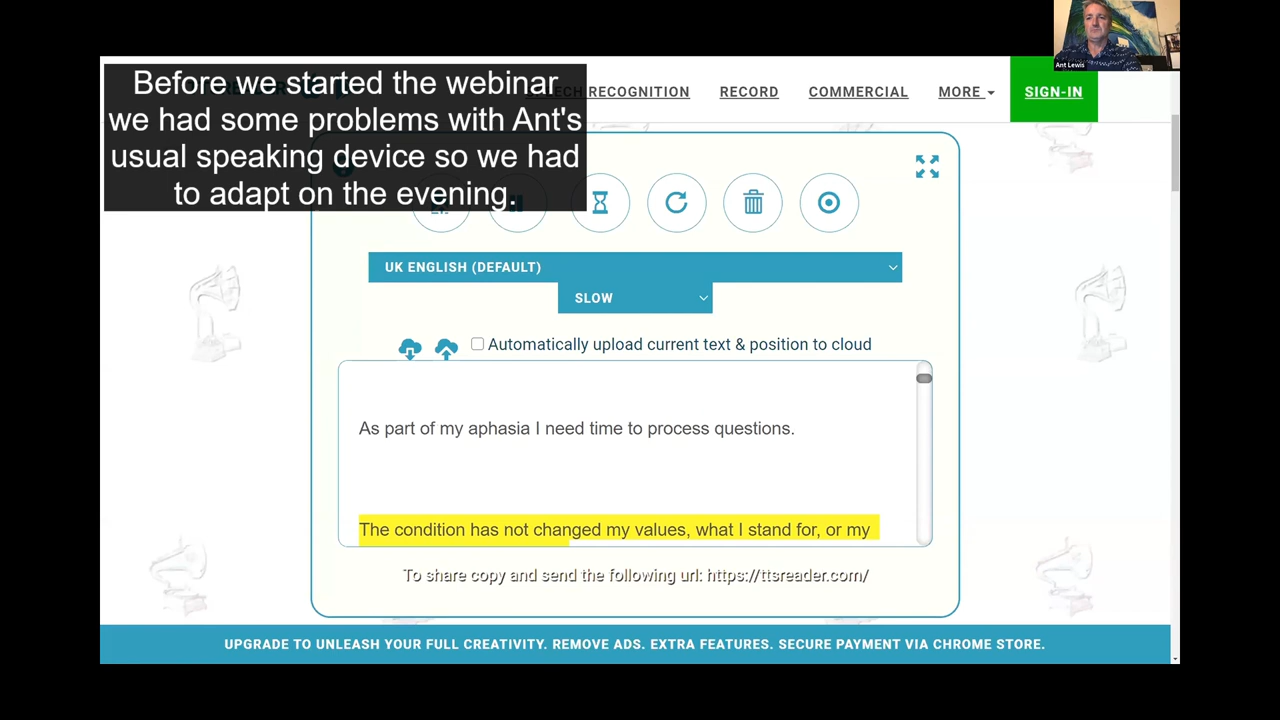 Ant Lewis
Before we started the webinar
we had some problems with Ant's
usual speaking device so we had
to adapt on the evening.
RECOGNITION
RECORD
COMMERCIAL
MORE
SIGN-IN
UK ENGLISH (DEFAULT)
SLOW
Automatically upload current text & position to cloud
As part of my aphasia I need time to process questions.
The condition has not changed my values, what I stand for, or my
To share copy and send the following url: https://ttsreader.com/
UPGRADE TO UNLEASH YOUR FULL CREATIVITY. REMOVE ADS. EXTRA FEATURES. SECURE PAYMENT VIA CHROME STORE.